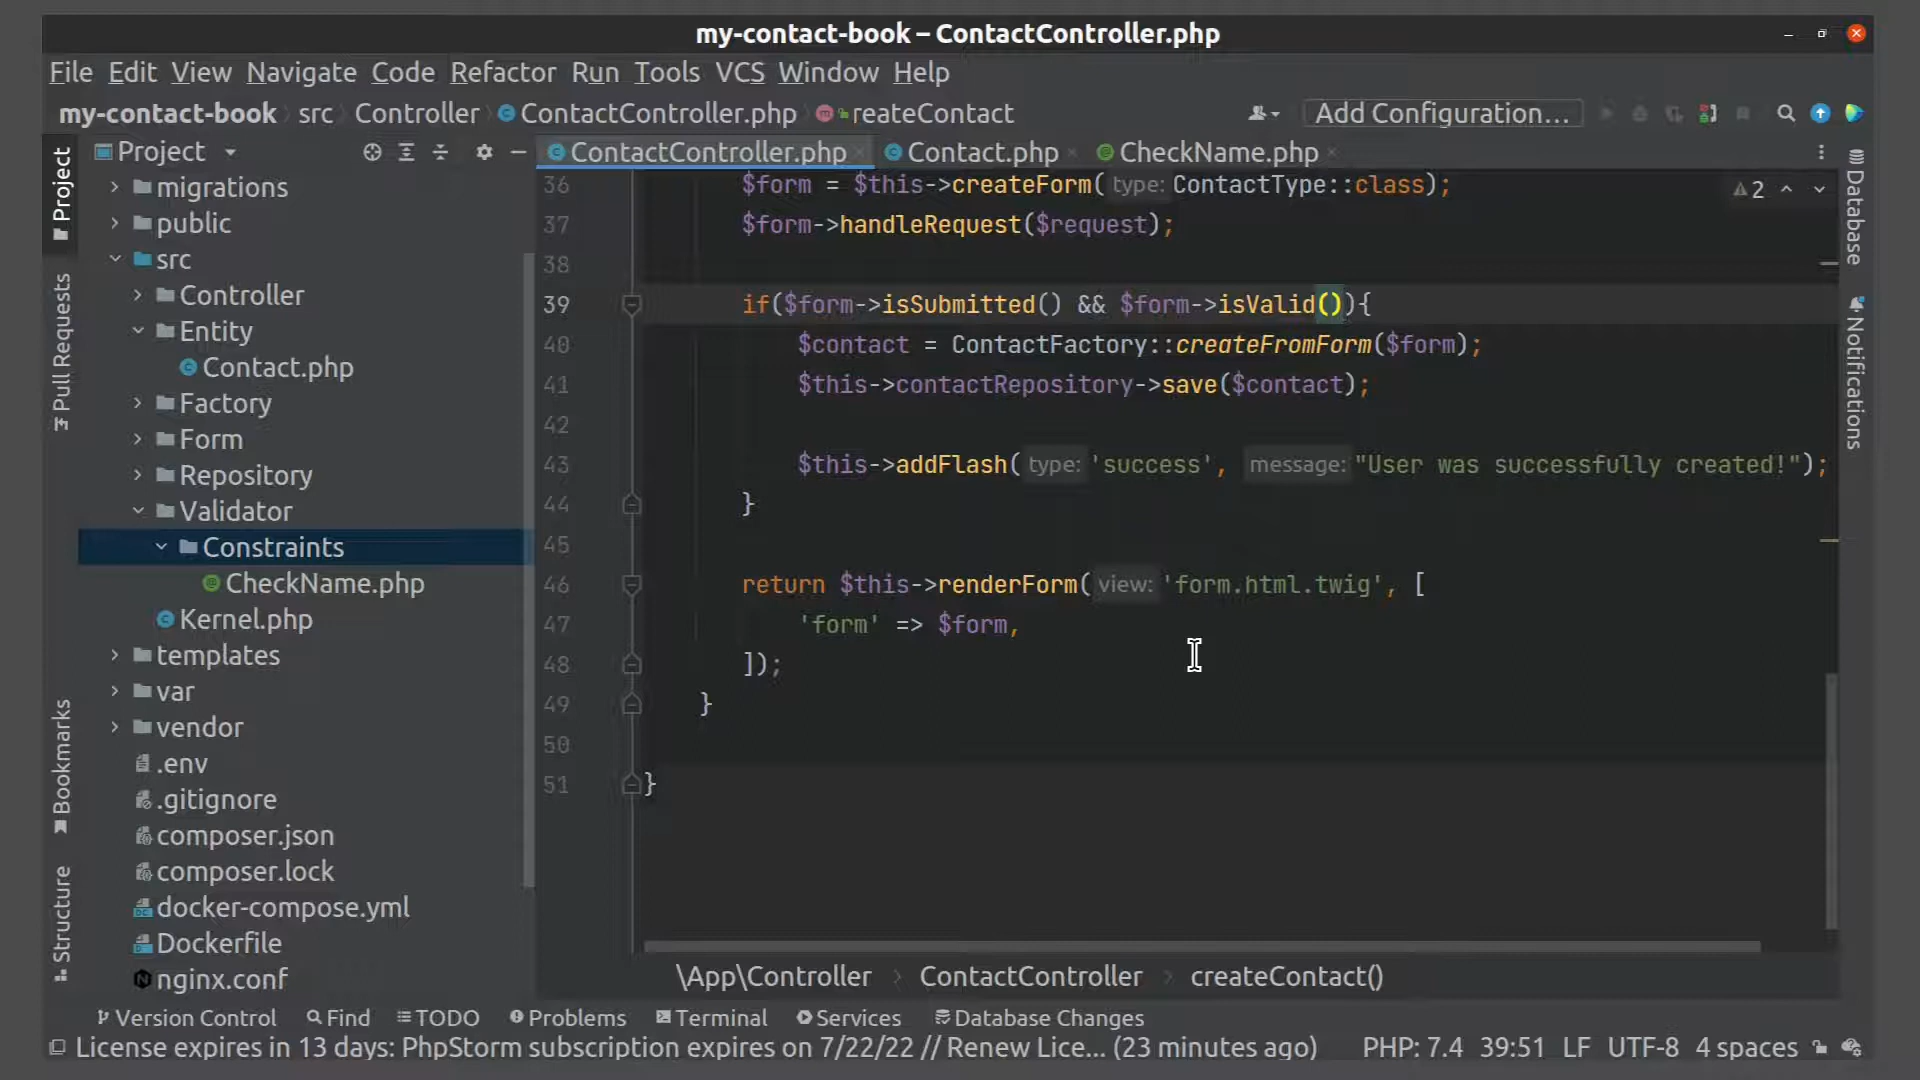 my-contact-book – ContactController.php
File Edit View Navigate Code Refactor Run Tools VCS Window Help
my-contact-book src Controller ContactController.php reateContact Add Configuration...
Project
ContactController.php Contact.php CheckName.php
Project
Pull Requests
Bookmarks
Structure
migrations
public
src
Controller
Entity
Contact.php
Factory
Form
Repository
Validator
Constraints
CheckName.php
Kernel.php
templates
var
vendor
.env
.gitignore
composer.json
composer.lock
docker-compose.yml
Dockerfile
nginx.conf
36 $form = $this->createForm( type: ContactType::class);
37 $form->handleRequest($request);
38
39 if($form->isSubmitted() && $form->isValid()){
40 $contact = ContactFactory::createFromForm($form);
41 $this->contactRepository->save($contact);
42
43 $this->addFlash( type: 'success', message: "User was successfully created!");
44 }
45
46 return $this->renderForm( view: 'form.html.twig', [
47 'form' => $form,
48 ]);
49 }
50
51 }
2
Database
Notifications
\App\Controller ContactController createContact()
Version Control Find TODO Problems Terminal Services Database Changes
License expires in 13 days: PhpStorm subscription expires on 7/22/22 // Renew Lice... (23 minutes ago) PHP: 7.4 39:51 LF UTF-8 4 spaces